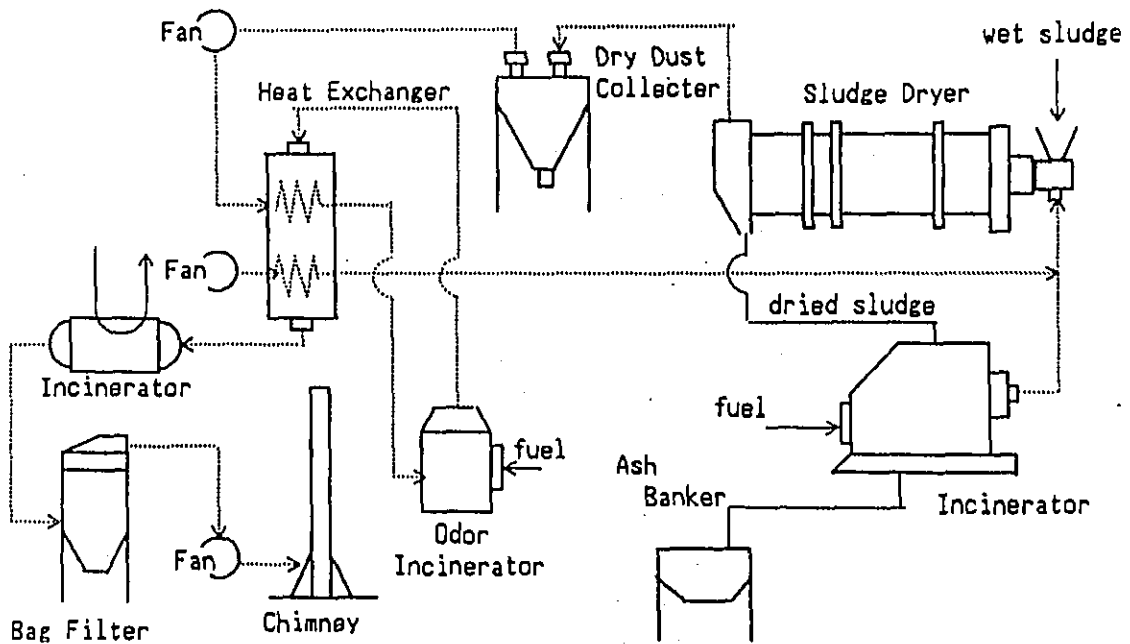 Fan
wet sludge
Dry Dust
Collecter
Heat Exchanger
Sludge Dryer
Fan
dried sludge
Incinerator
fuel
fuel
Ash
Banker
Incinerator
Odor
Incinerator
Fan
Chimney
Bag Filter